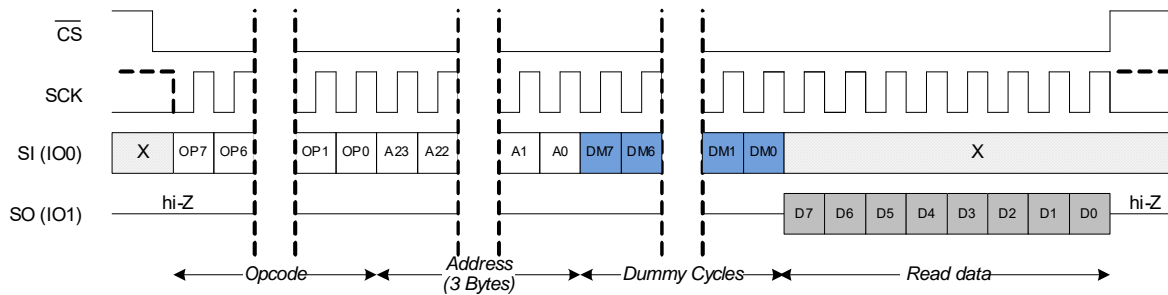 CS
SCK
SI (IO0) X OP7 OP6 OP1 OP0 A23 A22 A1 A0 DM7 DM6 DM1 DM0 X
hi-Z hi-Z
SO (IO1) D7 D6 D5 D4 D3 D2 D1 D0
Opcode Address (3 Bytes) Dummy Cycles Read data